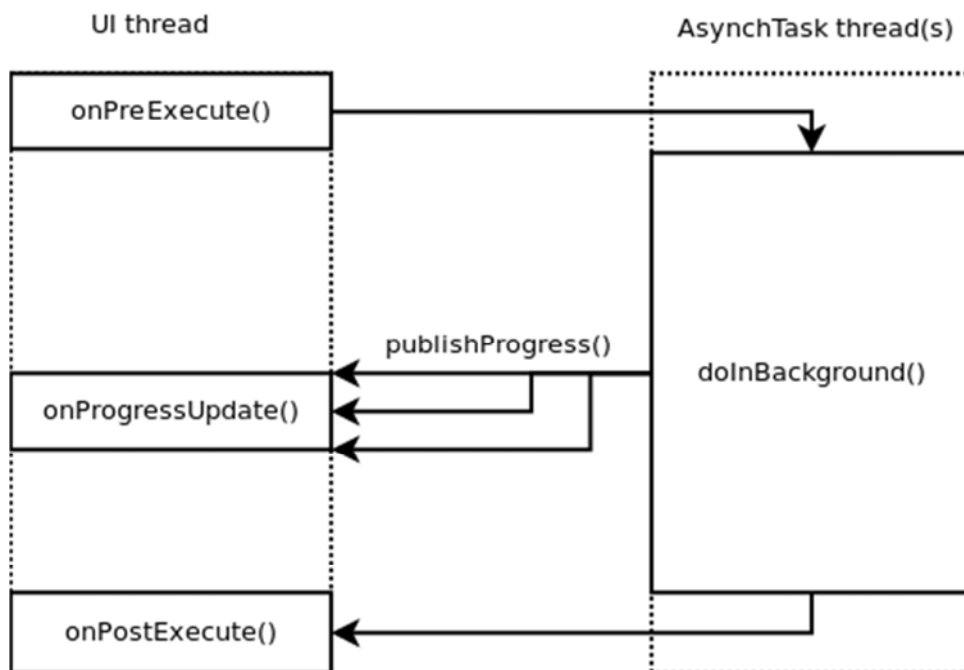 UI thread
AsynchTask thread(s)
onPreExecute()
publishProgress()
doInBackground()
onProgressUpdate()
onPostExecute()